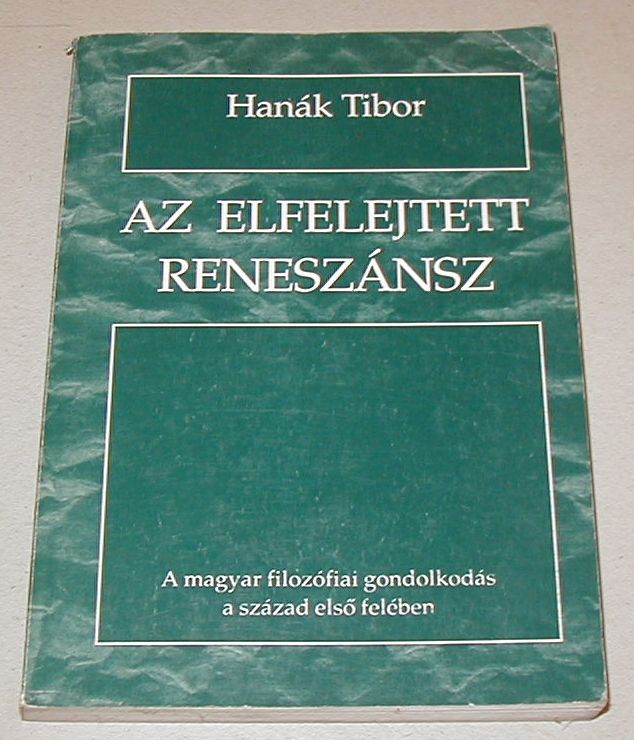 Hanák Tibor
AZ ELFELEJTETT
RENESZÁNSZ
A magyar filozófiai gondolkodás
a század első felében